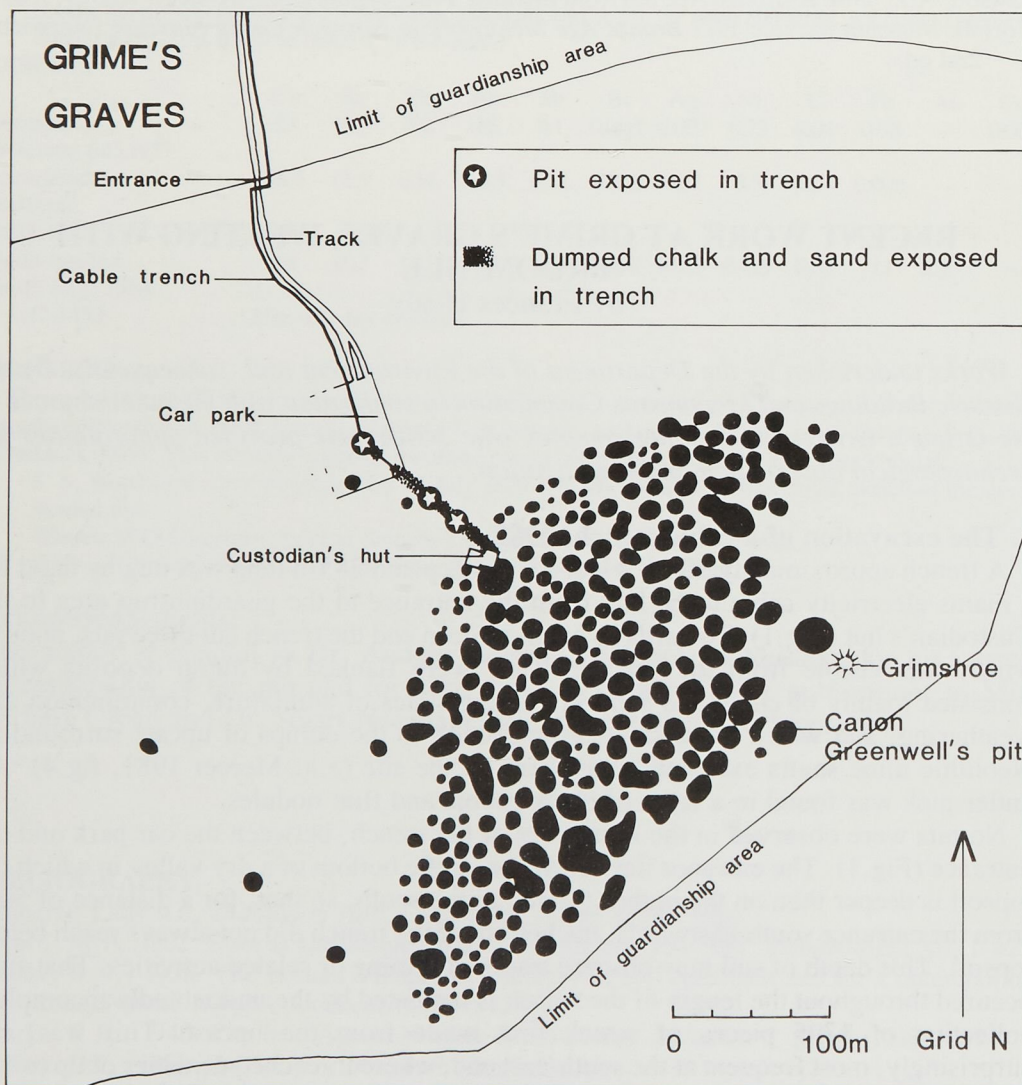 GRIME'S
GRAVES
Limit of guardianship area
Entrance
Track
Cable trench
Pit exposed in trench
Dumped chalk and sand exposed
in trench
Car park
Custodian's hut
Grimshoe
Canon
Greenwell's pit
Limit of guardianship area
0 100m
Grid N